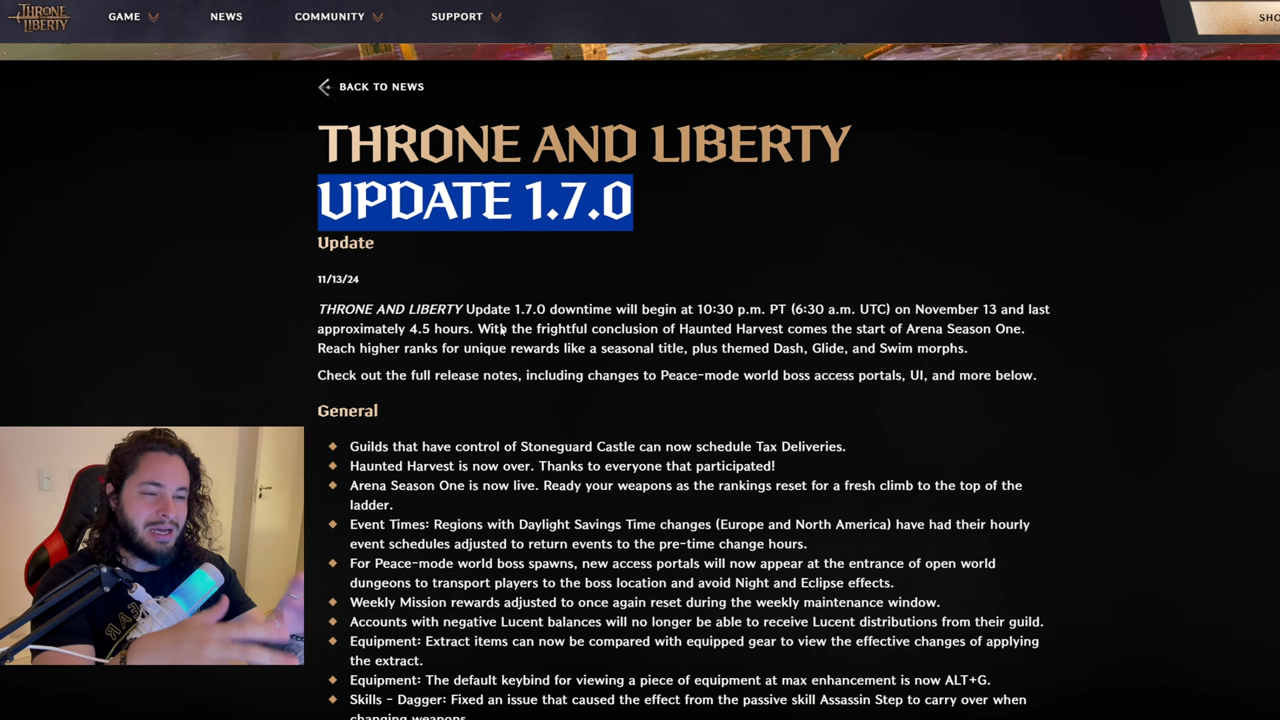 THRONE AND LIBERTY
GAME
NEWS
COMMUNITY
SUPPORT
SHO
BACK TO NEWS
THRONE AND LIBERTY
UPDATE 1.7.0
Update
11/13/24
THRONE AND LIBERTY Update 1.7.0 downtime will begin at 10:30 p.m. PT (6:30 a.m. UTC) on November 13 and last
approximately 4.5 hours. With the frightful conclusion of Haunted Harvest comes the start of Arena Season One.
Reach higher ranks for unique rewards like a seasonal title, plus themed Dash, Glide, and Swim morphs.
Check out the full release notes, including changes to Peace-mode world boss access portals, UI, and more below.
General
Guilds that have control of Stoneguard Castle can now schedule Tax Deliveries.
Haunted Harvest is now over. Thanks to everyone that participated!
Arena Season One is now live. Ready your weapons as the rankings reset for a fresh climb to the top of the
ladder.
Event Times: Regions with Daylight Savings Time changes (Europe and North America) have had their hourly
event schedules adjusted to return events to the pre-time change hours.
For Peace-mode world boss spawns, new access portals will now appear at the entrance of open world
dungeons to transport players to the boss location and avoid Night and Eclipse effects.
Weekly Mission rewards adjusted to once again reset during the weekly maintenance window.
Accounts with negative Lucent balances will no longer be able to receive Lucent distributions from their guild.
Equipment: Extract items can now be compared with equipped gear to view the effective changes of applying
the extract.
Equipment: The default keybind for viewing a piece of equipment at max enhancement is now ALT+G.
Skills - Dagger: Fixed an issue that caused the effect from the passive skill Assassin Step to carry over when
changing weapons.